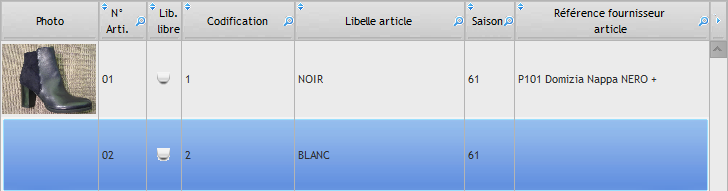 Photo
N° Arti.
Lib. libre
Codification
Libelle article
Saison
Référence fournisseur article
01 1 NOIR 61 P101 Domizia Nappa NERO +
02 2 BLANC 61